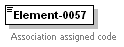 Element-0057
Association assigned code